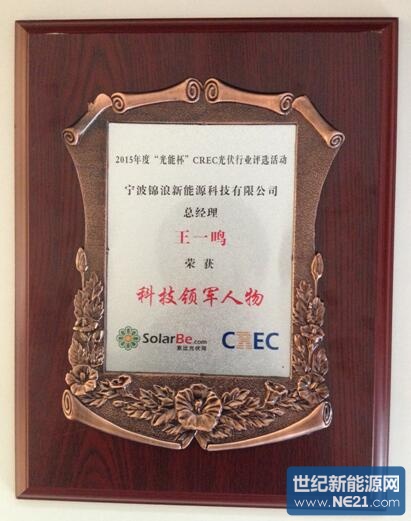 2015年度“光能杯”CREC光伏行业评选活动
宁波锦浪新能源科技有限公司
总经理
王一鸣
荣获
科技领军人物
SolarBe.com
索比光伏网
CREC
世纪新能源网
www.NE21.com